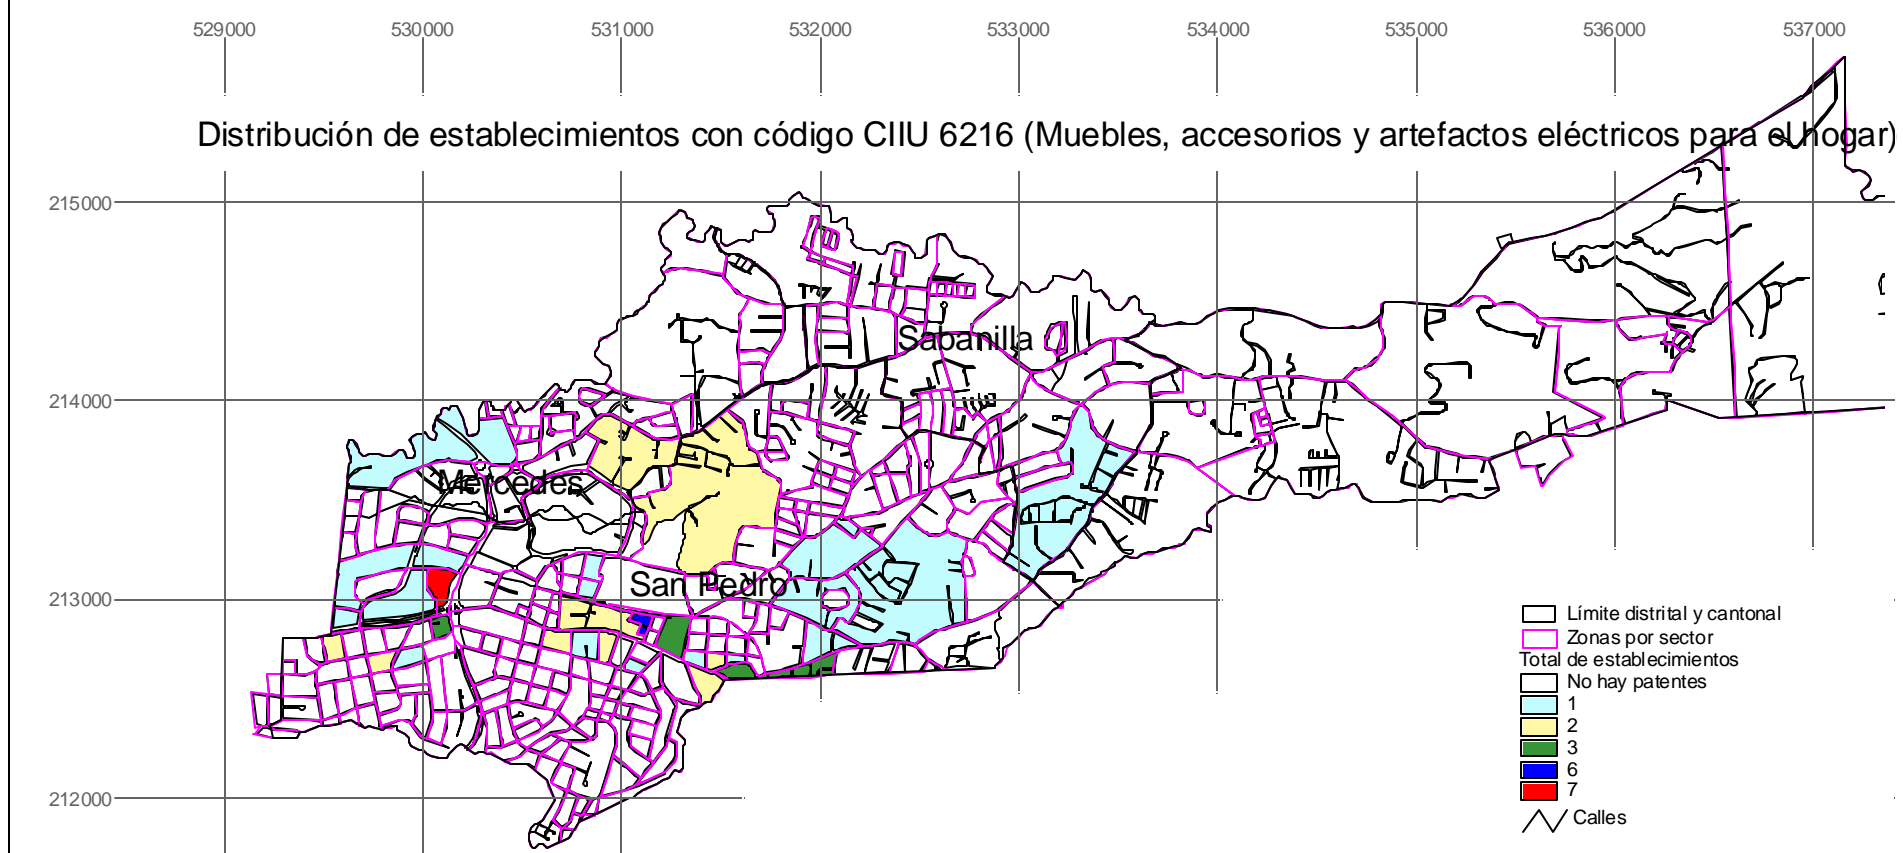 529000 530000 531000 532000 533000 534000 535000 536000 537000
Distribución de establecimientos con código CIIU 6216 (Muebles, accesorios y artefactos eléctricos para el hogar)
215000
Sabanilla
214000
Mercedes
San Pedro
213000
Límite distrital y cantonal
Zonas por sector
Total de establecimientos
No hay patentes
1
2
3
6
7
212000
Calles